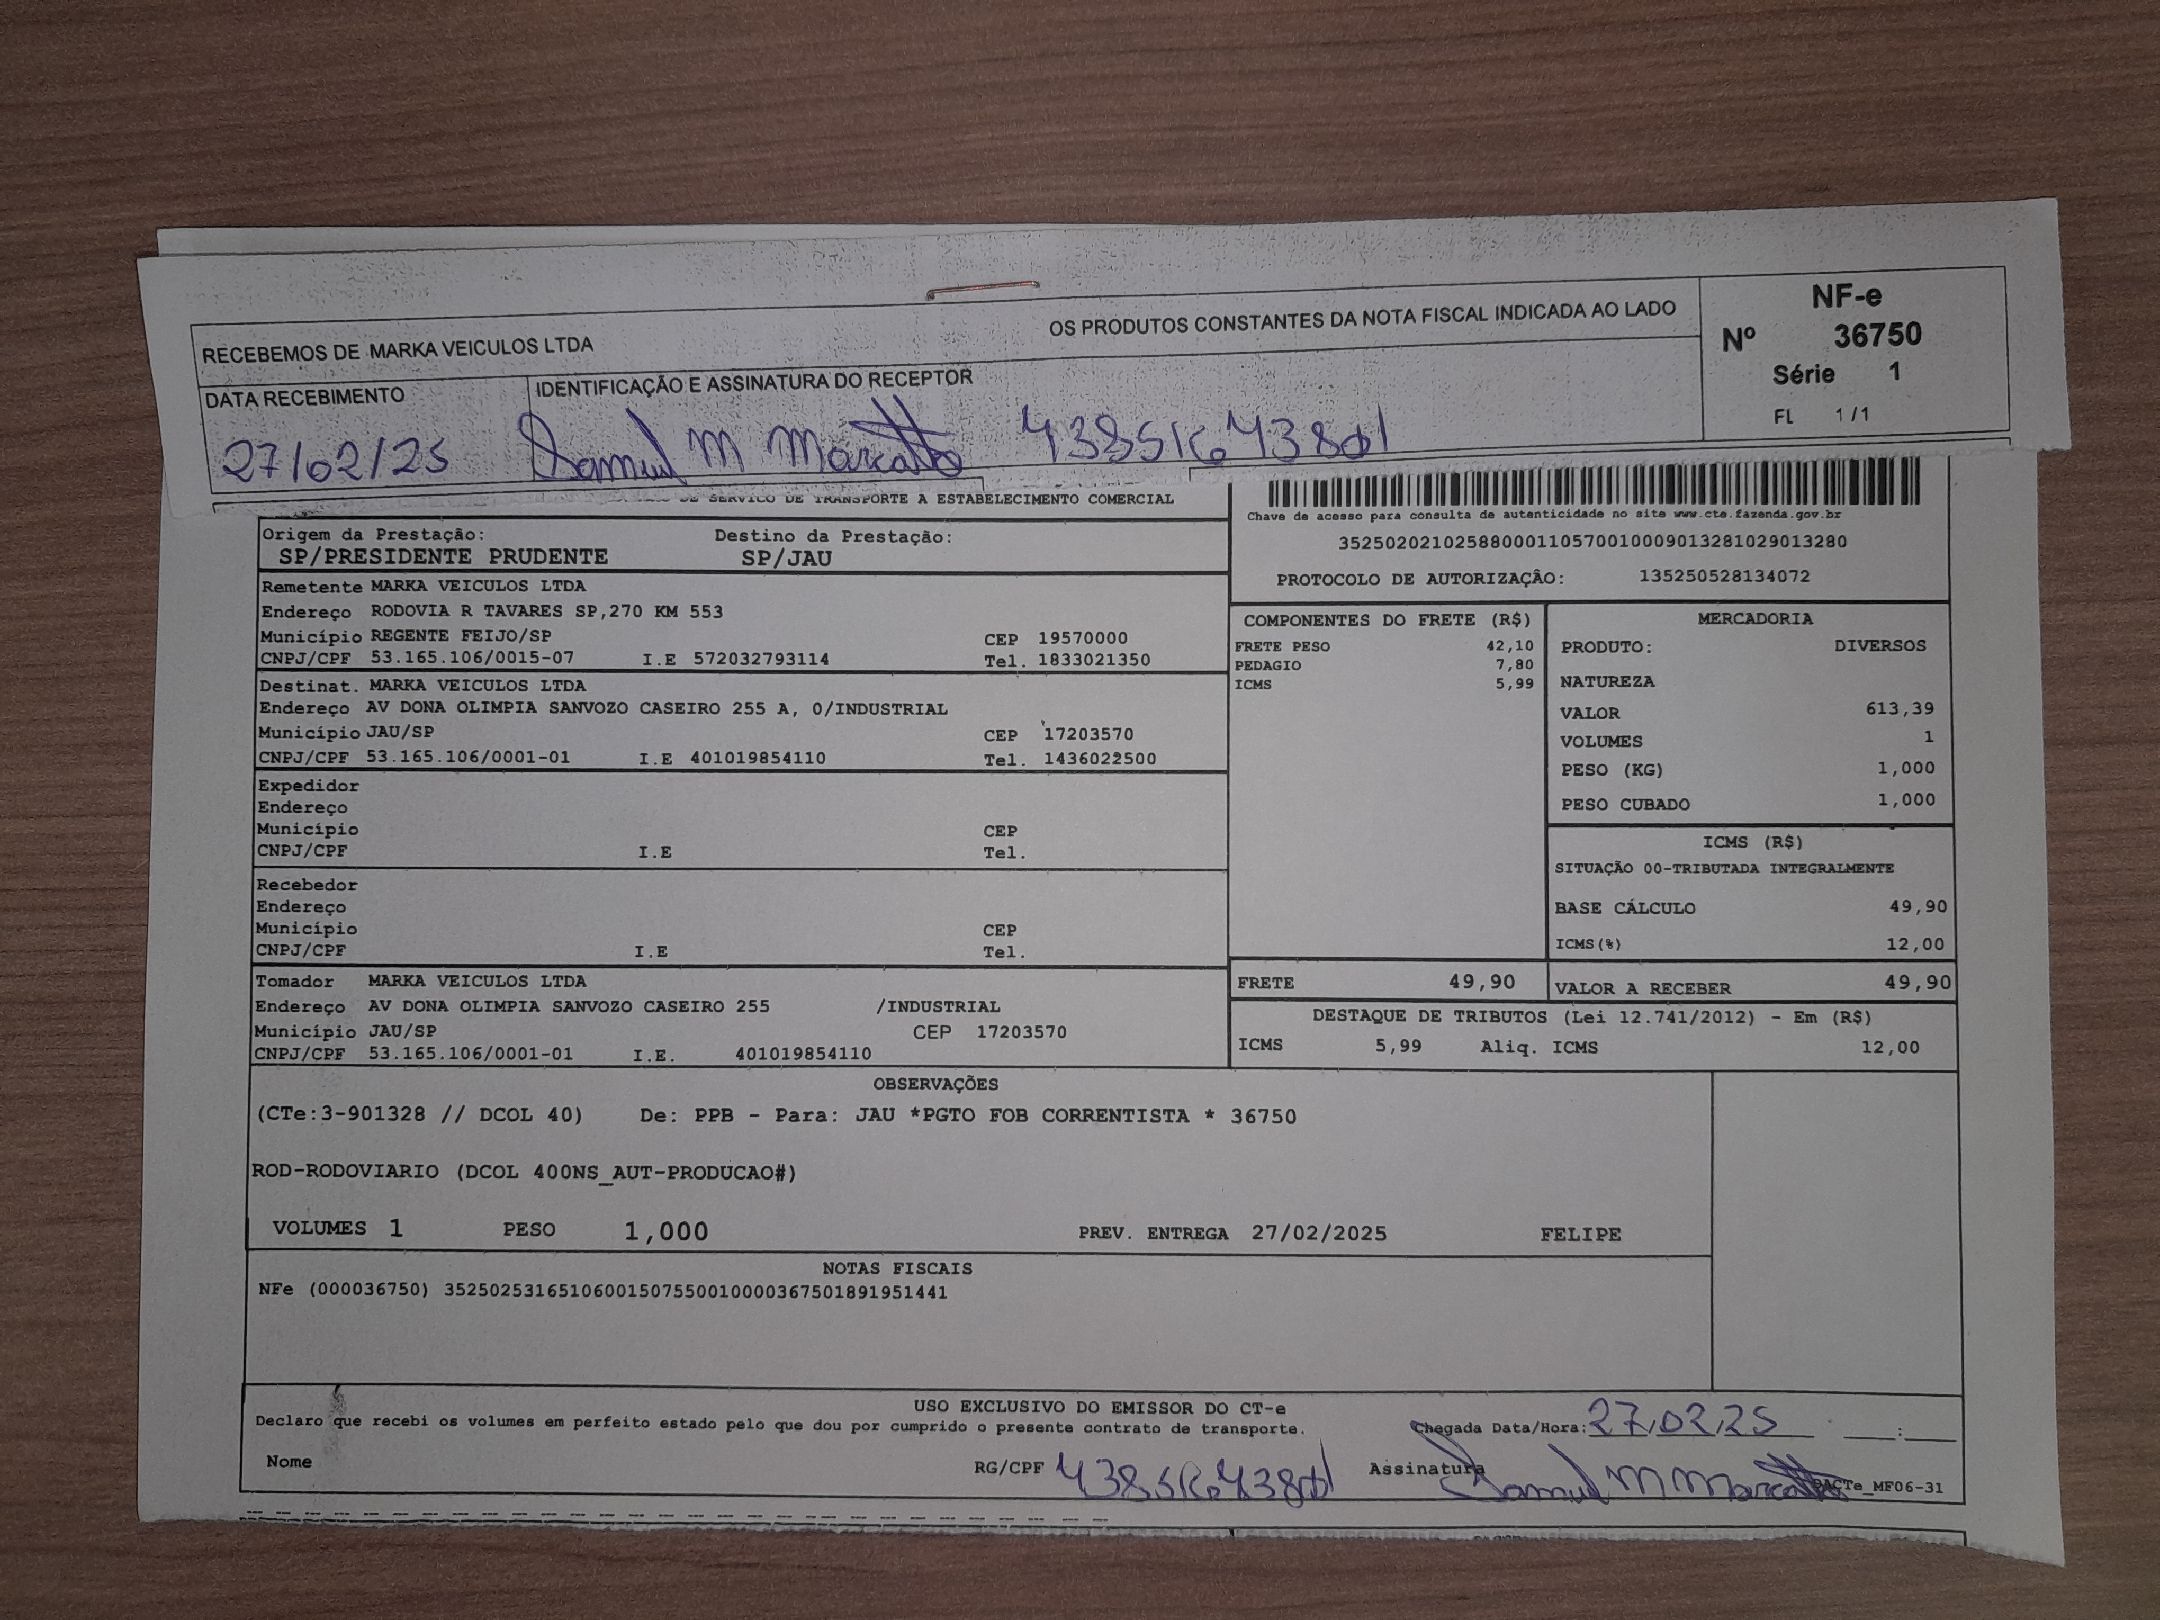 RECEBEMOS DE MARKA VEICULOS LTDA OS PRODUTOS CONSTANTES DA NOTA FISCAL INDICADA AO LADO
NF-e
Nº 36750
Série 1
FL 1/1
DATA RECEBIMENTO
IDENTIFICAÇÃO E ASSINATURA DO RECEPTOR
27/02/25
DE SERVICO DE TRANSPORTE A ESTABELECIMENTO COMERCIAL
Chave de acesso para consulta de autenticidade no site www.cte.fazenda.gov.br
35250202102588000110570010009013281029013280
PROTOCOLO DE AUTORIZAÇÃO: 135250528134072
Origem da Prestação: Destino da Prestação:
SP/PRESIDENTE PRUDENTE SP/JAU
Remetente MARKA VEICULOS LTDA
Endereço RODOVIA R TAVARES SP,270 KM 553
Município REGENTE FEIJO/SP CEP 19570000
CNPJ/CPF 53.165.106/0015-07 I.E 572032793114 Tel. 1833021350
Destinat. MARKA VEICULOS LTDA
Endereço AV DONA OLIMPIA SANVOZO CASEIRO 255 A, 0/INDUSTRIAL
Município JAU/SP CEP 17203570
CNPJ/CPF 53.165.106/0001-01 I.E 401019854110 Tel. 1436022500
Expedidor
Endereço
Município CEP
CNPJ/CPF I.E Tel.
Recebedor
Endereço
Município CEP
CNPJ/CPF I.E Tel.
Tomador MARKA VEICULOS LTDA
Endereço AV DONA OLIMPIA SANVOZO CASEIRO 255 /INDUSTRIAL
Município JAU/SP CEP 17203570
CNPJ/CPF 53.165.106/0001-01 I.E. 401019854110
COMPONENTES DO FRETE (R$)
FRETE PESO 42,10
PEDAGIO 7,80
ICMS 5,99
MERCADORIA
PRODUTO: DIVERSOS
NATUREZA
VALOR 613,39
VOLUMES 1
PESO (KG) 1,000
PESO CUBADO 1,000
ICMS (R$)
SITUAÇÃO 00-TRIBUTADA INTEGRALMENTE
BASE CÁLCULO 49,90
ICMS(%) 12,00
FRETE 49,90 VALOR A RECEBER 49,90
DESTAQUE DE TRIBUTOS (Lei 12.741/2012) - Em (R$)
ICMS 5,99 Aliq. ICMS 12,00
OBSERVAÇÕES
(CTe:3-901328 // DCOL 40) De: PPB - Para: JAU *PGTO FOB CORRENTISTA * 36750
ROD-RODOVIARIO (DCOL 400NS_AUT-PRODUCAO#)
VOLUMES 1 PESO 1,000 PREV. ENTREGA 27/02/2025 FELIPE
NOTAS FISCAIS
NFe (000036750) 35250253165106001507550010000367501891951441
USO EXCLUSIVO DO EMISSOR DO CT-e
Declaro que recebi os volumes em perfeito estado pelo que dou por cumprido o presente contrato de transporte. Chegada Data/Hora: 27/02/25 __:__
Nome RG/CPF Assinatura DACTe_MF06-31